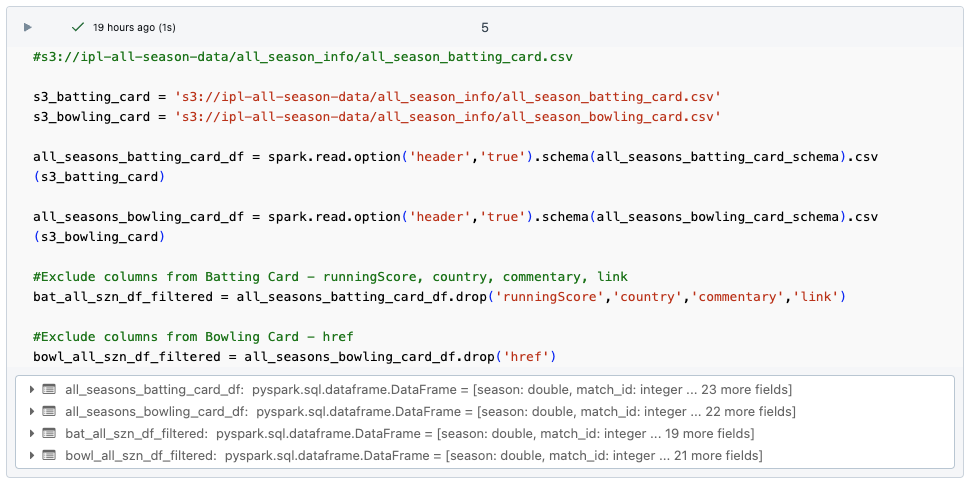 19 hours ago (1s)
5
#s3://ipl-all-season-data/all_season_info/all_season_batting_card.csv
s3_batting_card = 's3://ipl-all-season-data/all_season_info/all_season_batting_card.csv'
s3_bowling_card = 's3://ipl-all-season-data/all_season_info/all_season_bowling_card.csv'
all_seasons_batting_card_df = spark.read.option('header','true').schema(all_seasons_batting_card_schema).csv
(s3_batting_card)
all_seasons_bowling_card_df = spark.read.option('header','true').schema(all_seasons_bowling_card_schema).csv
(s3_bowling_card)
#Exclude columns from Batting Card - runningScore, country, commentary, link
bat_all_szn_df_filtered = all_seasons_batting_card_df.drop('runningScore','country','commentary','link')
#Exclude columns from Bowling Card - href
bowl_all_szn_df_filtered = all_seasons_bowling_card_df.drop('href')
all_seasons_batting_card_df: pyspark.sql.dataframe.DataFrame = [season: double, match_id: integer ... 23 more fields]
all_seasons_bowling_card_df: pyspark.sql.dataframe.DataFrame = [season: double, match_id: integer ... 22 more fields]
bat_all_szn_df_filtered: pyspark.sql.dataframe.DataFrame = [season: double, match_id: integer ... 19 more fields]
bowl_all_szn_df_filtered: pyspark.sql.dataframe.DataFrame = [season: double, match_id: integer ... 21 more fields]